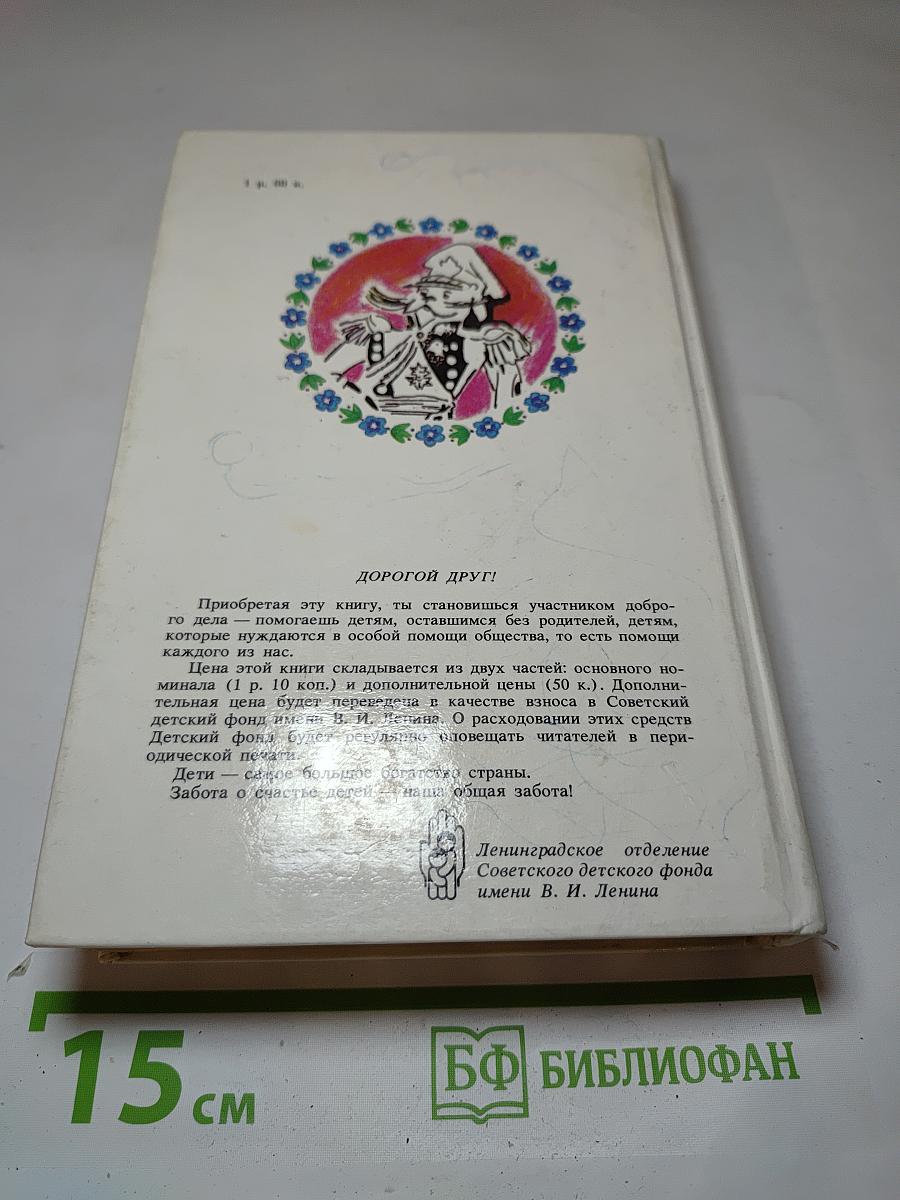 1 р.
ДОРОГОЙ ДРУГ!
Приобретая эту книгу, ты становишься участником добро-
го дела — помогаешь детям, оставшимся без родителей, детям,
которые нуждаются в особой помощи общества, то есть помощи
каждого из нас.
Цена этой книги складывается из двух частей: основного но-
минала (1 р. 10 коп.) и дополнительной цены (50 к.). Дополни-
тельная цена будет переведена в качестве взноса в Советский
детский фонд имени В. И. Ленина. О расходовании этих средств
Детский фонд будет регулярно оповещать читателей в пери-
одической печати.
Дети — самое большое богатство страны.
Забота о счастье детей — наша общая забота!
Ленинградское отделение
Советского детского фонда
имени В. И. Ленина
15 см
БФ БИБЛИОФАН